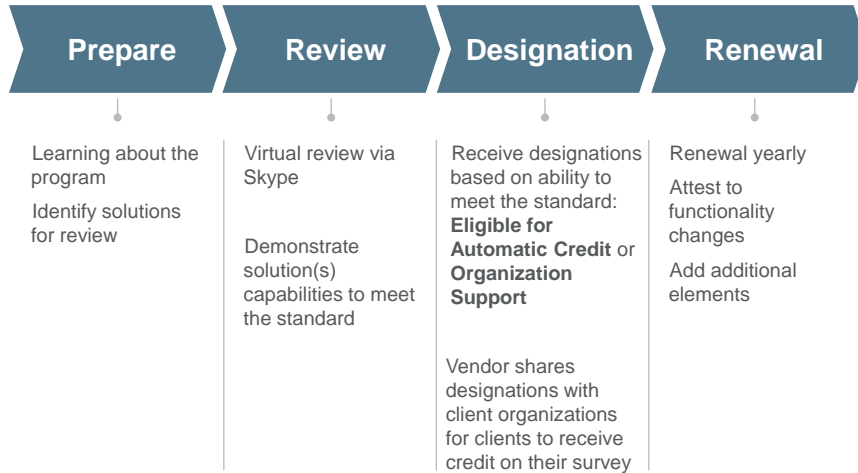 Prepare
Review
Designation
Renewal
Learning about the
program
Identify solutions
for review
Virtual review via
Skype
Demonstrate
solution(s)
capabilities to meet
the standard
Receive designations
based on ability to
meet the standard:
Eligible for
Automatic Credit or
Organization
Support
Vendor shares
designations with
client organizations
for clients to receive
credit on their survey
Renewal yearly
Attest to
functionality
changes
Add additional
elements